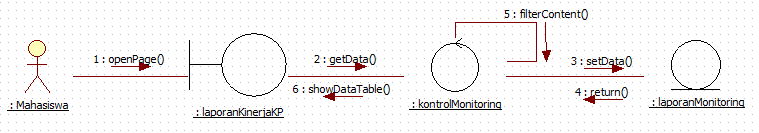 5 : filterContent()
1 : openPage()
2 : getData()
3 : setData()
6 : showDataTable()
4 : return()
: Mahasiswa
: laporanKinerjaKP
: kontrolMonitoring
: laporanMonitoring